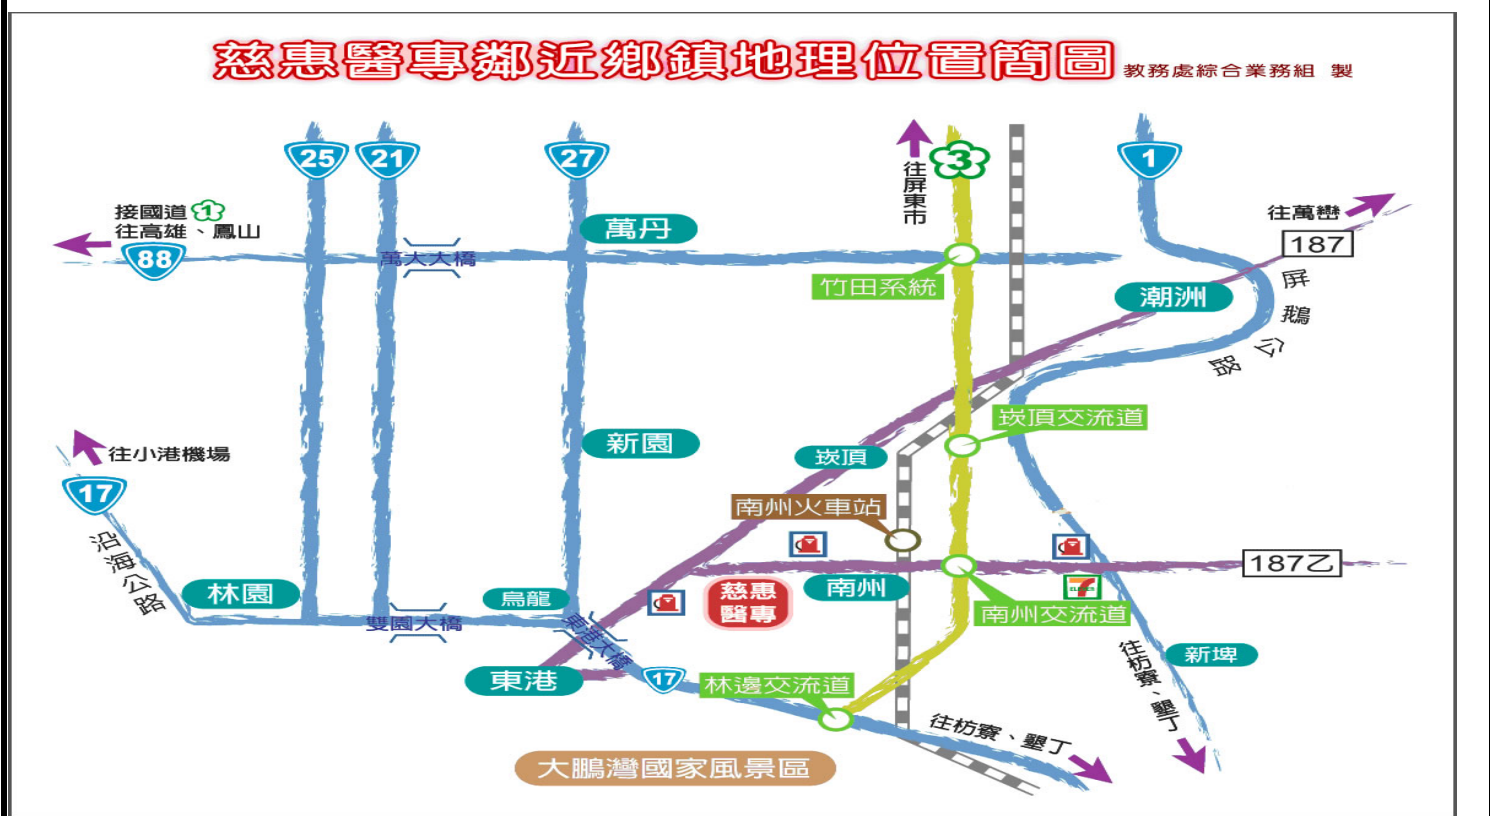 慈惠醫專鄰近鄉鎮地理位置簡圖
教務處綜合業務組 製
25
21
27
往屏東市
3
1
接國道1
往高雄、鳳山
88
萬大大橋
萬丹
竹田系統
往萬巒
187
屏鵝公路
潮洲
往小港機場
17
沿海公路
新園
崁頂
崁頂交流道
南州火車站
187乙
林園
雙園大橋
烏龍
東港大橋
慈惠
醫專
南州
7
ELEVEN
南州交流道
東港
17
林邊交流道
新埤
往枋寮、墾丁
往枋寮、墾丁
大鵬灣國家風景區